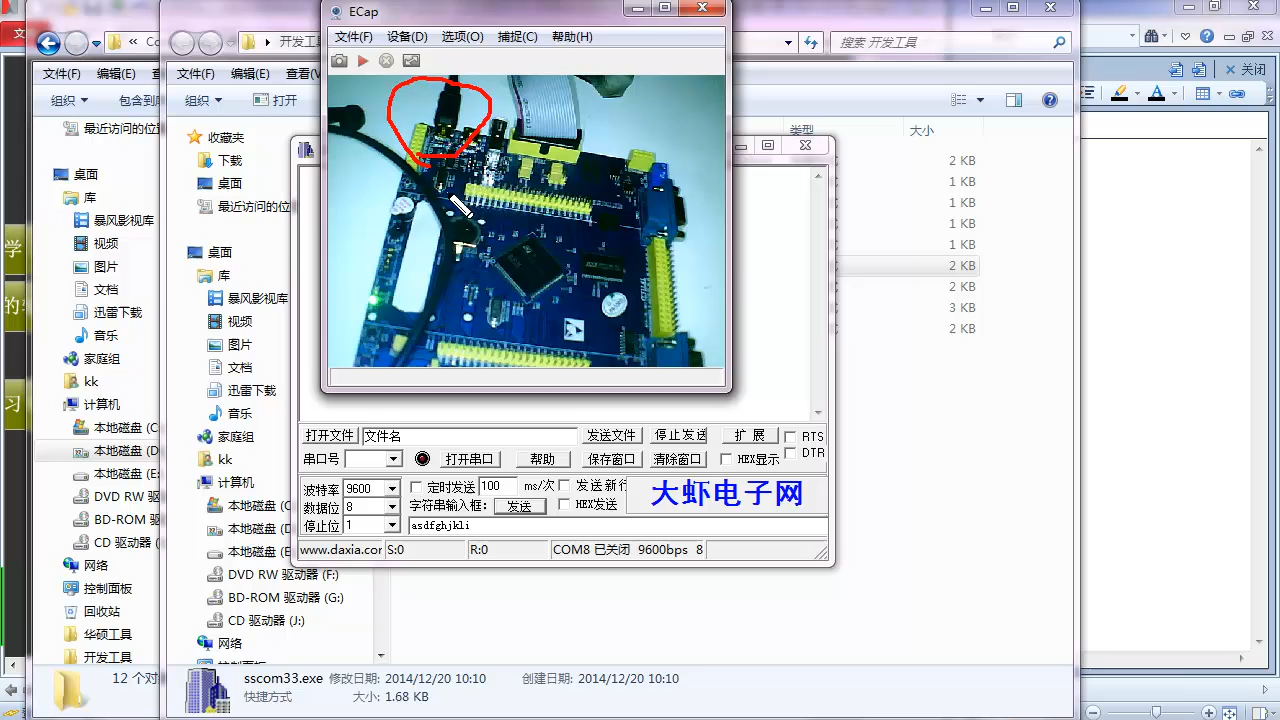 ECap
文件(F) 设备(D) 选项(O) 捕捉(C) 帮助(H)
文
Co
开发工
搜索 开发工具
文件(F) 编辑(E)
文件(F) 编辑(E) 查看(V
关闭
组织 包含到
组织 打开
最近访问的位
桌面
库
暴风影视库
视频
图片
文档
迅雷下载
音乐
家庭组
kk
计算机
本地磁盘 (C
本地磁盘 (D
本地磁盘 (E
DVD RW 驱
BD-ROM 驱
CD 驱动器 (
网络
控制面板
回收站
华硕工具
开发工具
12 个对
学
的
习
收藏夹
下载
桌面
最近访问的位
桌面
库
暴风影视库
视频
图片
文档
迅雷下载
音乐
家庭组
kk
计算机
本地磁盘 (
本地磁盘 (
本地磁盘 (
DVD RW 驱动器 (F:)
BD-ROM 驱动器 (G:)
CD 驱动器 (J:)
网络
控制面板
类型 大小
2 KB
1 KB
1 KB
1 KB
1 KB
2 KB
2 KB
3 KB
2 KB
打开文件 文件名 发送文件 停止发送 扩 展 RTS
串口号 打开串口 帮助 保存窗口 清除窗口 HEX显示 DTR
波特率 9600 定时发送 100 ms/次 发送新行
数据位 8 字符串输入框: 发送 HEX发送
停止位 1 asdfghjkli
大虾电子网
www.daxia.cor S:0 R:0 COM8 已关闭 9600bps 8
sscom33.exe 修改日期: 2014/12/20 10:10 创建日期: 2014/12/20 10:10
快捷方式 大小: 1.68 KB